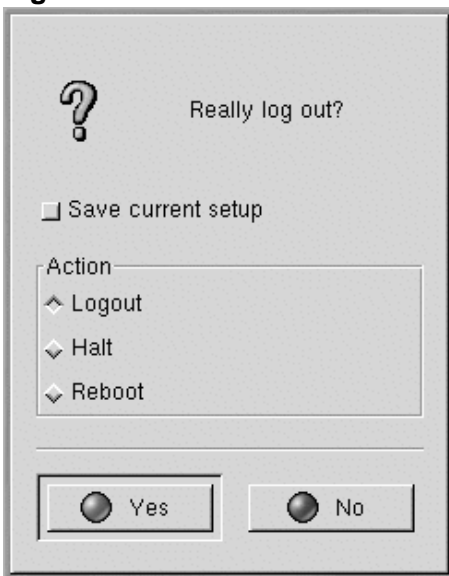 Really log out?
Save current setup
Action
Logout
Halt
Reboot
Yes
No